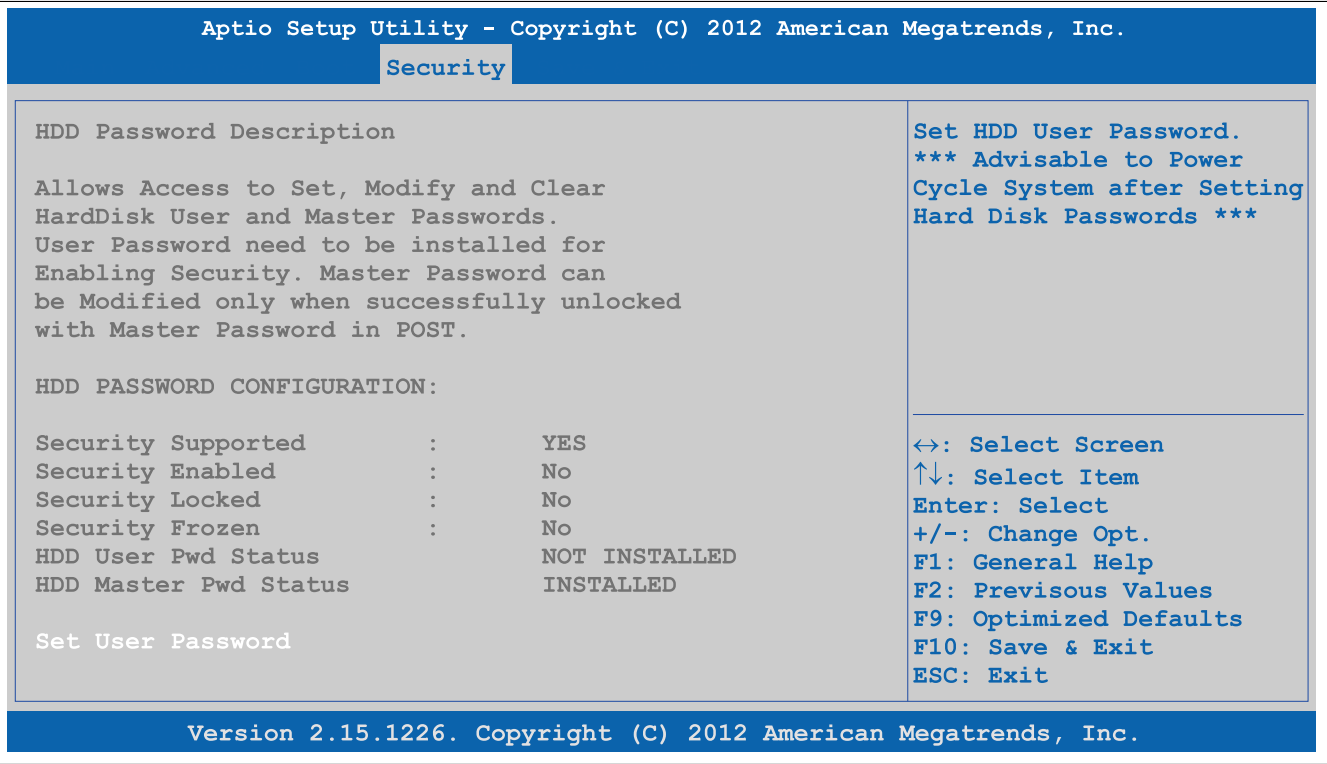 Aptio Setup Utility - Copyright (C) 2012 American Megatrends, Inc.
Security
HDD Password Description
Allows Access to Set, Modify and Clear
HardDisk User and Master Passwords.
User Password need to be installed for
Enabling Security. Master Password can
be Modified only when successfully unlocked
with Master Password in POST.
HDD PASSWORD CONFIGURATION:
Security Supported : YES
Security Enabled : No
Security Locked : No
Security Frozen : No
HDD User Pwd Status NOT INSTALLED
HDD Master Pwd Status INSTALLED
Set User Password
Set HDD User Password.
*** Advisable to Power
Cycle System after Setting
Hard Disk Passwords ***
↔: Select Screen
↑↓: Select Item
Enter: Select
+/-: Change Opt.
F1: General Help
F2: Previsous Values
F9: Optimized Defaults
F10: Save & Exit
ESC: Exit
Version 2.15.1226. Copyright (C) 2012 American Megatrends, Inc.